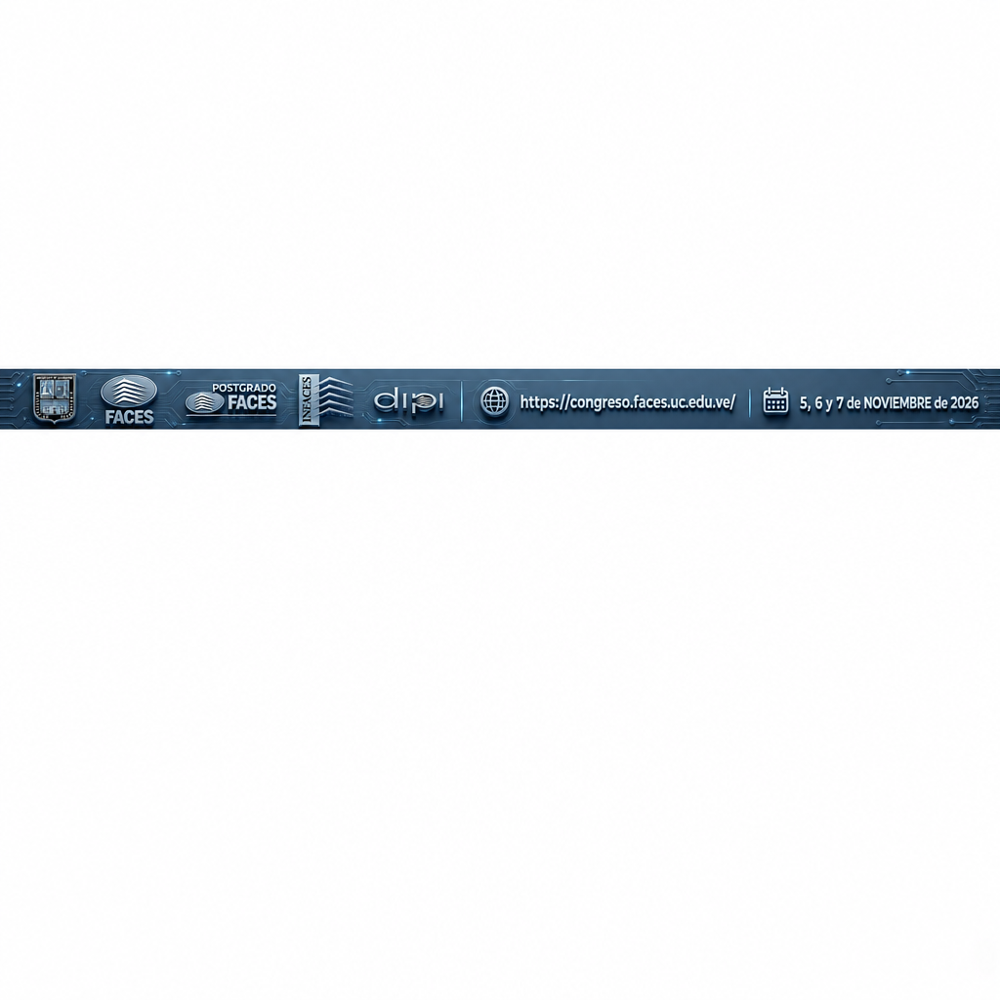 FACES
POSTGRADO
FACES
INFACES
dipi
https://congreso.faces.uc.edu.ve/
5, 6 y 7 de NOVIEMBRE de 2026